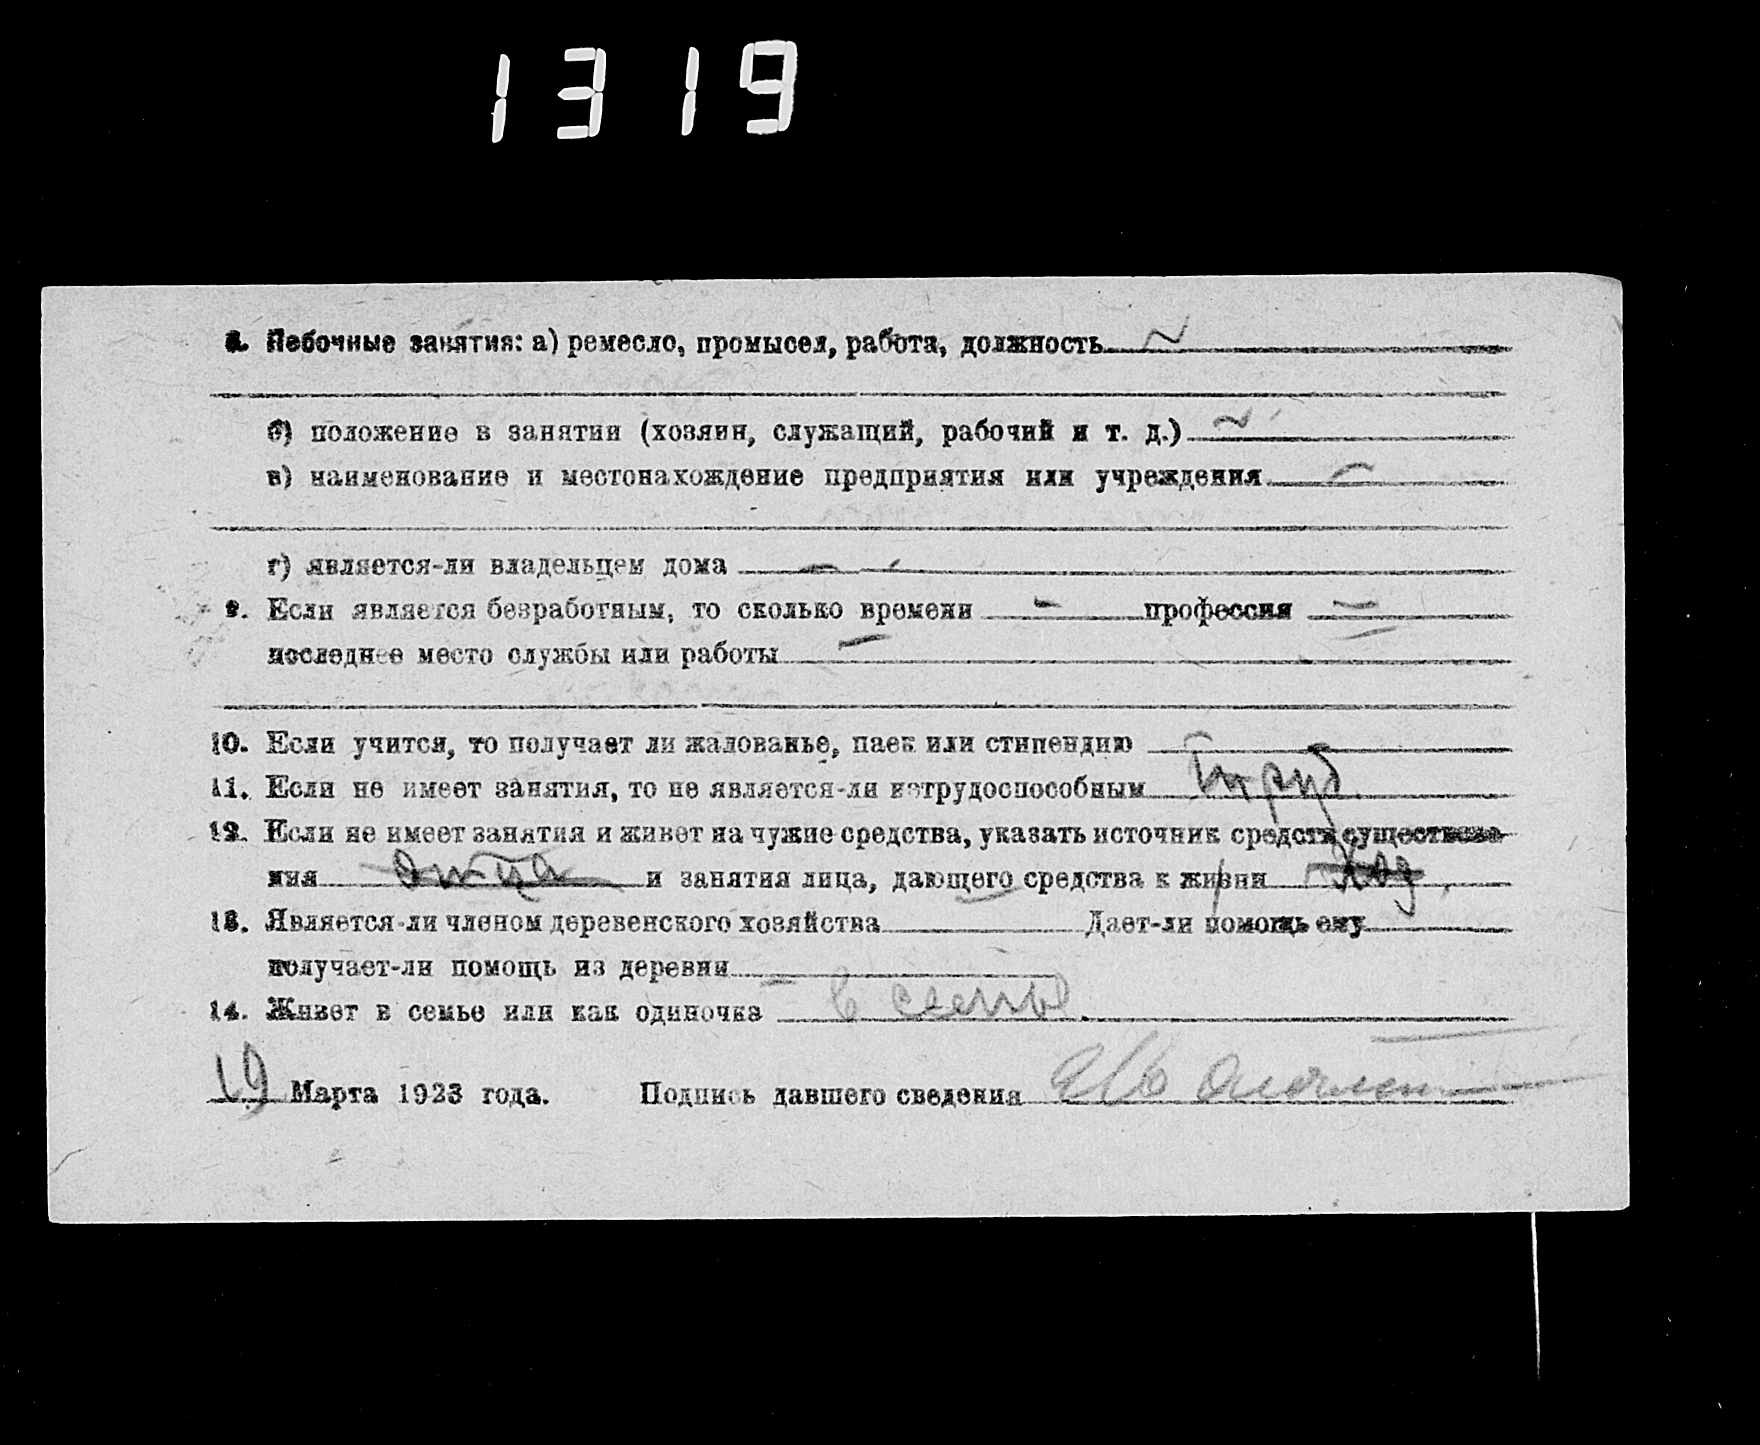 1319
8. Побочные занятия: а) ремесло, промысел, работа, должность ~
б) положение в занятии (хозяин, служащий, рабочий и т. д.) ~
в) наименование и местонахождение предприятия или учреждения —
г) является-ли владельцем дома —
9. Если является безработным, то сколько времени — профессия —
последнее место службы или работы —
10. Если учится, то получает ли жалованье, паек или стипендию —
11. Если не имеет занятия, то не является-ли нетрудоспособным труд
12. Если не имеет занятия и живет на чужие средства, указать источник средств существова-
ния отца и занятия лица, дающего средства к жизни
13. Является-ли членом деревенского хозяйства — Дает-ли помощь ему
получает-ли помощь из деревни —
14. Живет в семье или как одиночка в семье
19 Марта 1923 года. Подпись давшего сведения